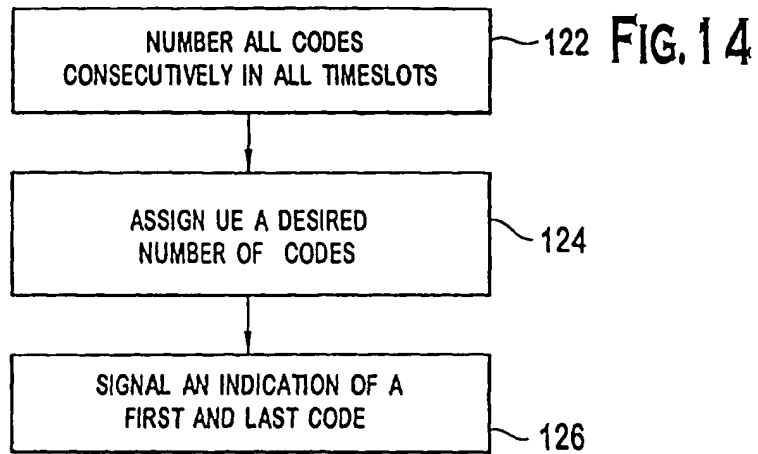 NUMBER ALL CODES
CONSECUTIVELY IN ALL TIMESLOTS
122
FIG. 14
ASSIGN UE A DESIRED
NUMBER OF CODES
124
SIGNAL AN INDICATION OF A
FIRST AND LAST CODE
126